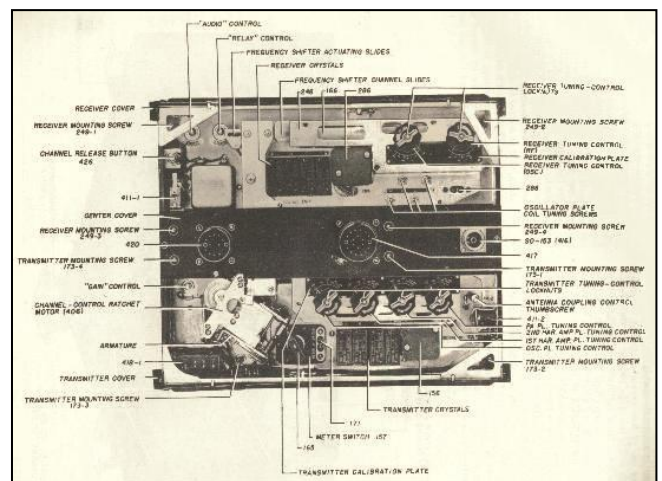 "AUDIO" CONTROL
"RELAY" CONTROL
FREQUENCY SHIFTER ACTUATING SLIDES
RECEIVER CRYSTALS
FREQUENCY SHIFTER CHANNEL SLIDES
246
166
296
RECEIVER TUNING-CONTROL
LOCKNUTS
RECEIVER COVER
RECEIVER MOUNTING SCREW
249-1
RECEIVER MOUNTING SCREW
249-2
CHANNEL RELEASE BUTTON
426
RECEIVER TUNING CONTROL
RECEIVER CALIBRATION PLATE
RECEIVER TUNING CONTROL
(OSC)
411-1
298
CENTER COVER
OSCILLATOR PLATE
COIL TUNING SCREWS
RECEIVER MOUNTING SCREW
249-3
RECEIVER MOUNTING SCREW
249-4
420
SO-153 (416)
417
TRANSMITTER MOUNTING SCREW
173-4
TRANSMITTER MOUNTING SCREW
173-1
"GAIN" CONTROL
TRANSMITTER TUNING-CONTROL
LOCKNUTS
CHANNEL-CONTROL RATCHET
MOTOR (406)
ANTENNA COUPLING CONTROL
THUMBSCREW
411-2
PA PL. TUNING CONTROL
2ND HAR. AMP PL. TUNING CONTROL
1ST HAR. AMP. PL. TUNING CONTROL
OSC. PL TUNING CONTROL
ARMATURE
418-1
TRANSMITTER MOUNTING SCREW
173-2
TRANSMITTER COVER
156
TRANSMITTER MOUNTING SCREW
173-3
TRANSMITTER CRYSTALS
171
METER SWITCH 157
165
TRANSMITTER CALIBRATION PLATE